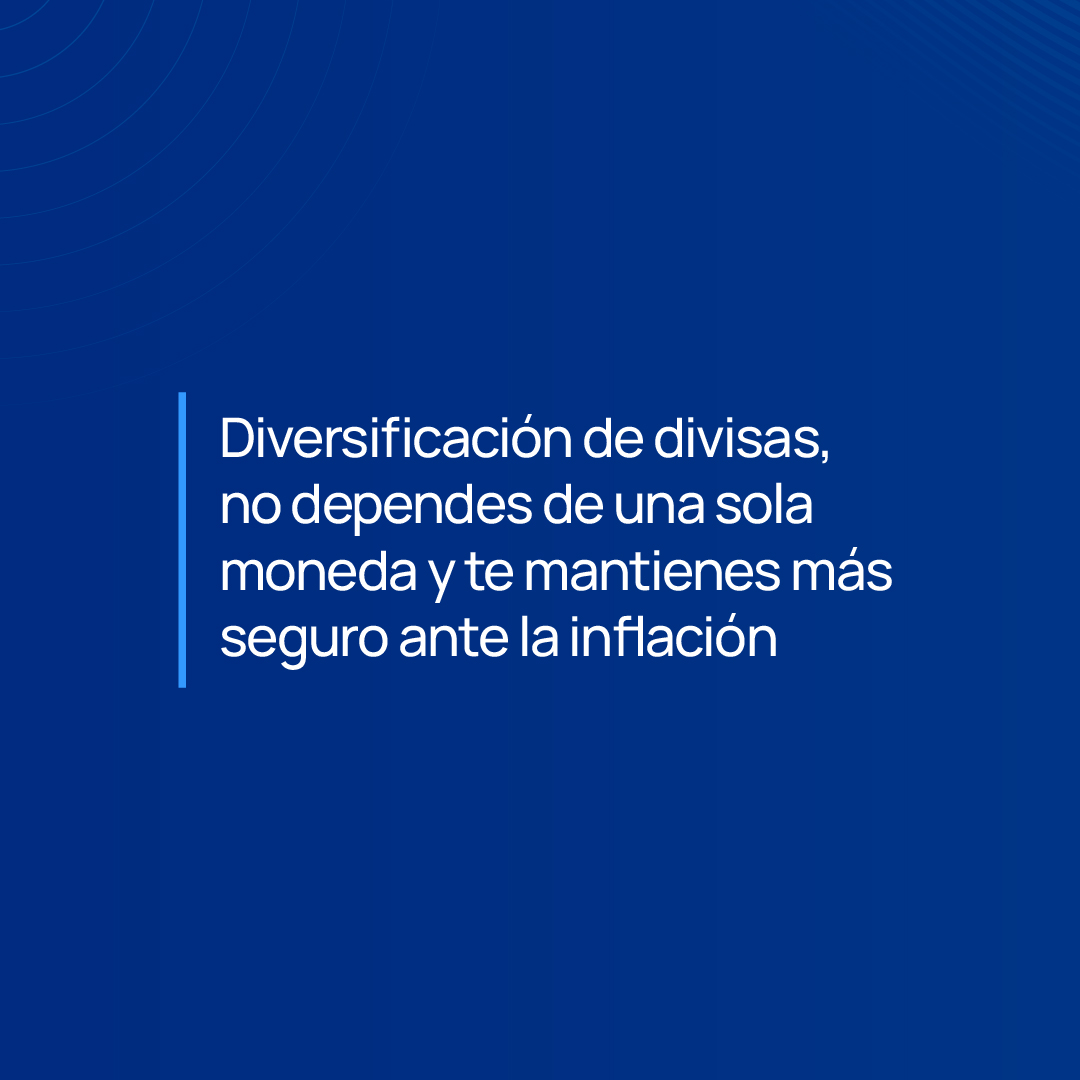 Diversificación de divisas,
no dependes de una sola
moneda y te mantienes más
seguro ante la inflación